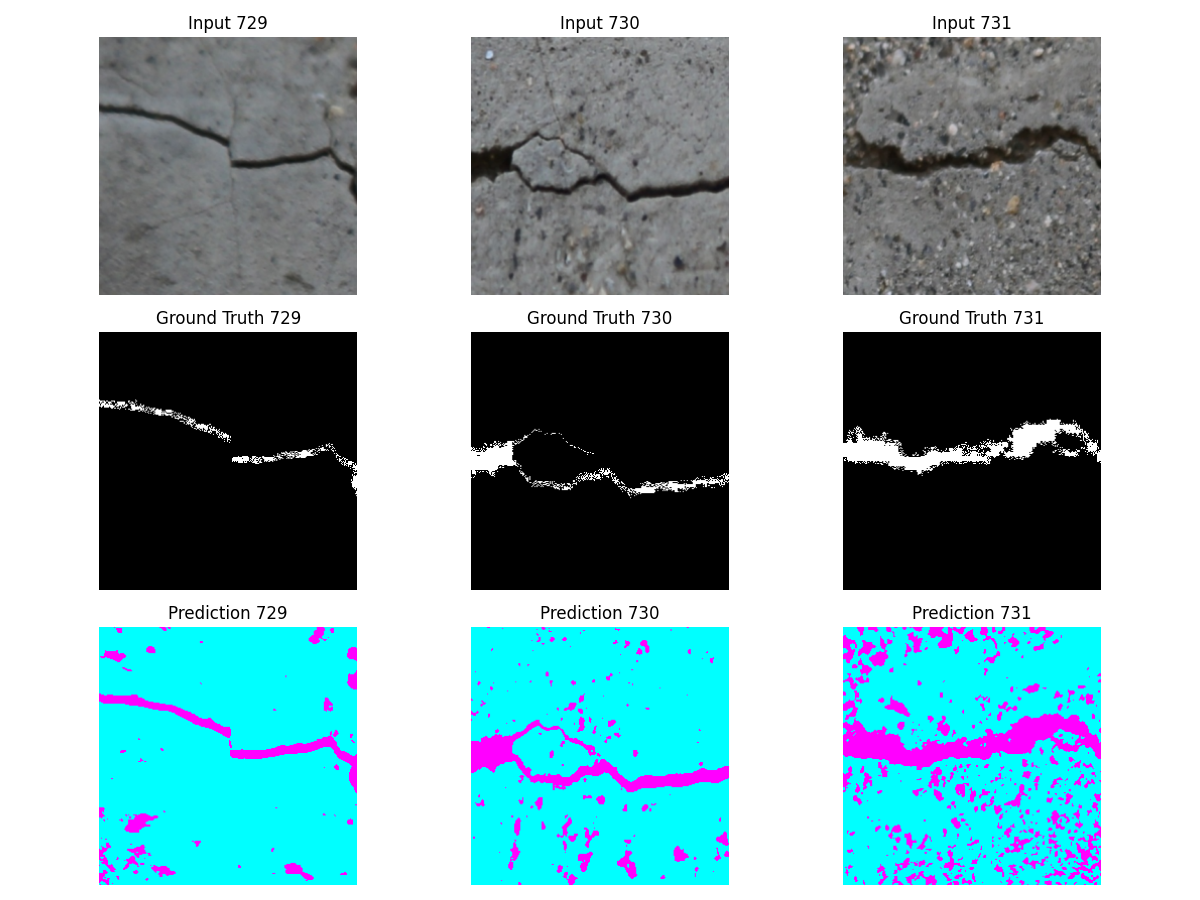 Input 729
Input 730
Input 731
Ground Truth 729
Ground Truth 730
Ground Truth 731
Prediction 729
Prediction 730
Prediction 731